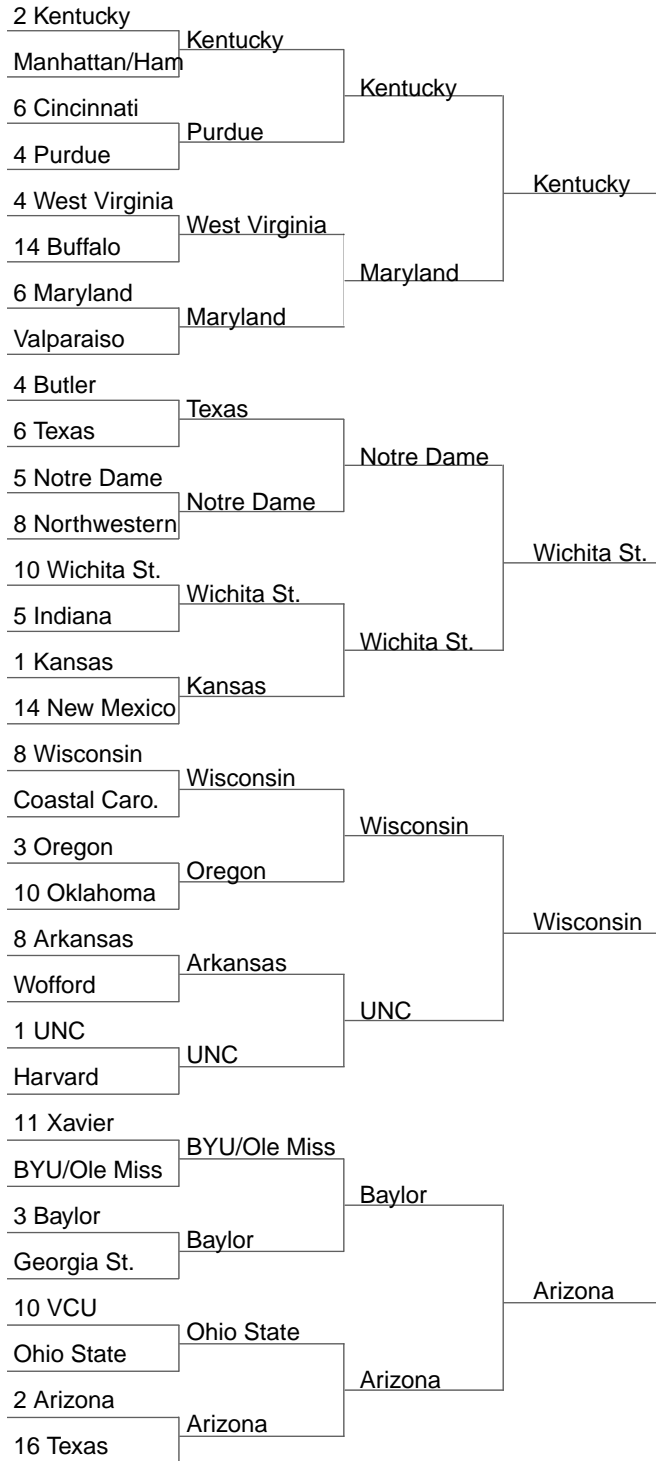 2 Kentucky
Manhattan/Ham
6 Cincinnati
4 Purdue
4 West Virginia
14 Buffalo
6 Maryland
Valparaiso
4 Butler
6 Texas
5 Notre Dame
8 Northwestern
10 Wichita St.
5 Indiana
1 Kansas
14 New Mexico
8 Wisconsin
Coastal Caro.
3 Oregon
10 Oklahoma
8 Arkansas
Wofford
1 UNC
Harvard
11 Xavier
BYU/Ole Miss
3 Baylor
Georgia St.
10 VCU
Ohio State
2 Arizona
16 Texas
Kentucky
Purdue
West Virginia
Maryland
Texas
Notre Dame
Wichita St.
Kansas
Wisconsin
Oregon
Arkansas
UNC
BYU/Ole Miss
Baylor
Ohio State
Arizona
Kentucky
Maryland
Notre Dame
Wichita St.
Wisconsin
UNC
Baylor
Arizona
Kentucky
Wichita St.
Wisconsin
Arizona